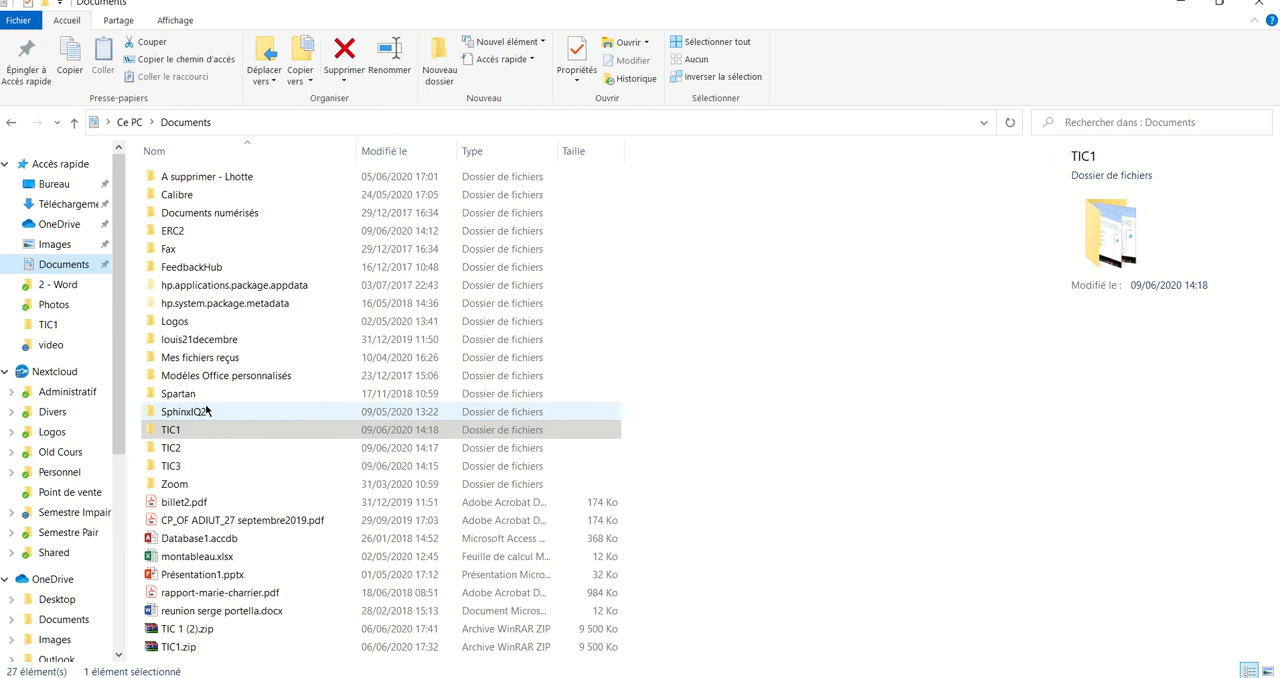 Documents
Fichier Accueil Partage Affichage
Épingler à Accès rapide
Copier
Coller
Couper
Copier le chemin d'accès
Coller le raccourci
Presse-papiers
Déplacer vers
Copier vers
Supprimer
Renommer
Organiser
Nouveau dossier
Nouvel élément
Accès rapide
Nouveau
Propriétés
Ouvrir
Modifier
Historique
Ouvrir
Sélectionner tout
Aucun
Inverser la sélection
Sélectionner
Ce PC > Documents
Rechercher dans : Documents
Accès rapide
Bureau
Téléchargeme
OneDrive
Images
Documents
2 - Word
Photos
TIC1
video
Nextcloud
Administratif
Divers
Logos
Old Cours
Personnel
Point de vente
Semestre Impair
Semestre Pair
Shared
OneDrive
Desktop
Documents
Images
Outlook
Nom Modifié le Type Taille
A supprimer - Lhotte 05/06/2020 17:01 Dossier de fichiers
Calibre 24/05/2020 17:05 Dossier de fichiers
Documents numérisés 29/12/2017 16:34 Dossier de fichiers
ERC2 09/06/2020 14:12 Dossier de fichiers
Fax 29/12/2017 16:34 Dossier de fichiers
FeedbackHub 16/12/2017 10:48 Dossier de fichiers
hp.applications.package.appdata 03/07/2017 22:43 Dossier de fichiers
hp.system.package.metadata 16/05/2018 14:36 Dossier de fichiers
Logos 02/05/2020 13:41 Dossier de fichiers
louis21decembre 31/12/2019 11:50 Dossier de fichiers
Mes fichiers reçus 10/04/2020 16:26 Dossier de fichiers
Modèles Office personnalisés 23/12/2017 15:06 Dossier de fichiers
Spartan 17/11/2018 10:59 Dossier de fichiers
SphinxIQ2 09/05/2020 13:22 Dossier de fichiers
TIC1 09/06/2020 14:18 Dossier de fichiers
TIC2 09/06/2020 14:17 Dossier de fichiers
TIC3 09/06/2020 14:15 Dossier de fichiers
Zoom 31/03/2020 10:59 Dossier de fichiers
billet2.pdf 31/12/2019 11:51 Adobe Acrobat D... 174 Ko
CP_OF ADIUT_27 septembre2019.pdf 29/09/2019 17:03 Adobe Acrobat D... 174 Ko
Database1.accdb 26/01/2018 14:52 Microsoft Access ... 368 Ko
montableau.xlsx 02/05/2020 12:45 Feuille de calcul M... 12 Ko
Présentation1.pptx 01/05/2020 17:12 Présentation Micro... 32 Ko
rapport-marie-charrier.pdf 18/06/2018 08:51 Adobe Acrobat D... 984 Ko
reunion serge portella.docx 28/02/2018 15:13 Document Micros... 12 Ko
TIC 1 (2).zip 06/06/2020 17:41 Archive WinRAR ZIP 9 500 Ko
TIC1.zip 06/06/2020 17:32 Archive WinRAR ZIP 9 500 Ko
TIC1
Dossier de fichiers
Modifié le : 09/06/2020 14:18
27 élément(s) 1 élément sélectionné